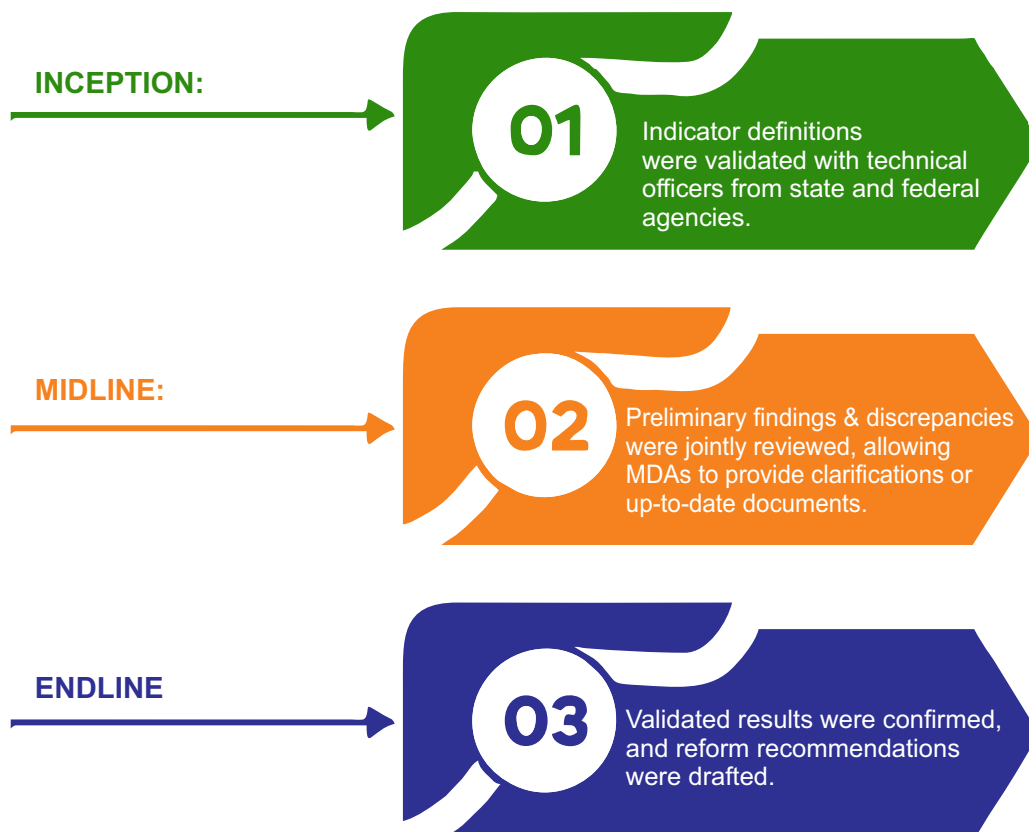 INCEPTION:
01
Indicator definitions
were validated with technical
officers from state and federal
agencies.
MIDLINE:
02
Preliminary findings & discrepancies
were jointly reviewed, allowing
MDAs to provide clarifications or
up-to-date documents.
ENDLINE
03
Validated results were confirmed,
and reform recommendations
were drafted.